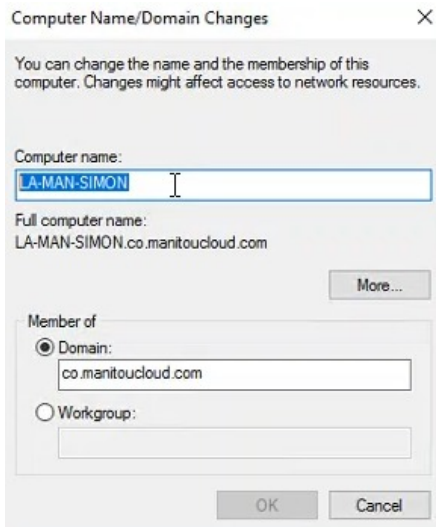 Computer Name/Domain Changes
You can change the name and the membership of this
computer. Changes might affect access to network resources.
Computer name:
LA-MAN-SIMON
Full computer name:
LA-MAN-SIMON.co.manitoucloud.com
More...
Member of
Domain:
co.manitoucloud.com
Workgroup:
OK Cancel